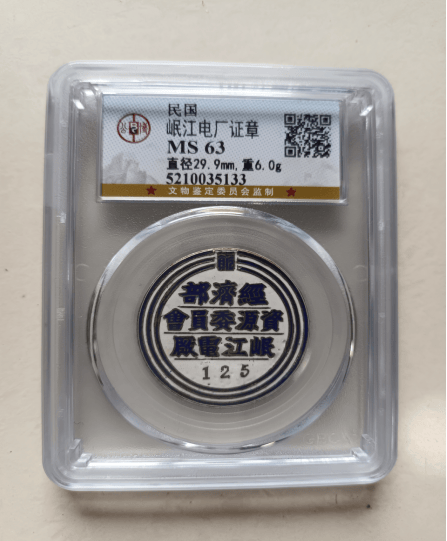 民国
岷江电厂证章
MS 63
直径29.9mm,重6.0g
5210035133
★ 文物鉴定委员会监制 ★
部濟經
會員委源資
廠電江岷
125